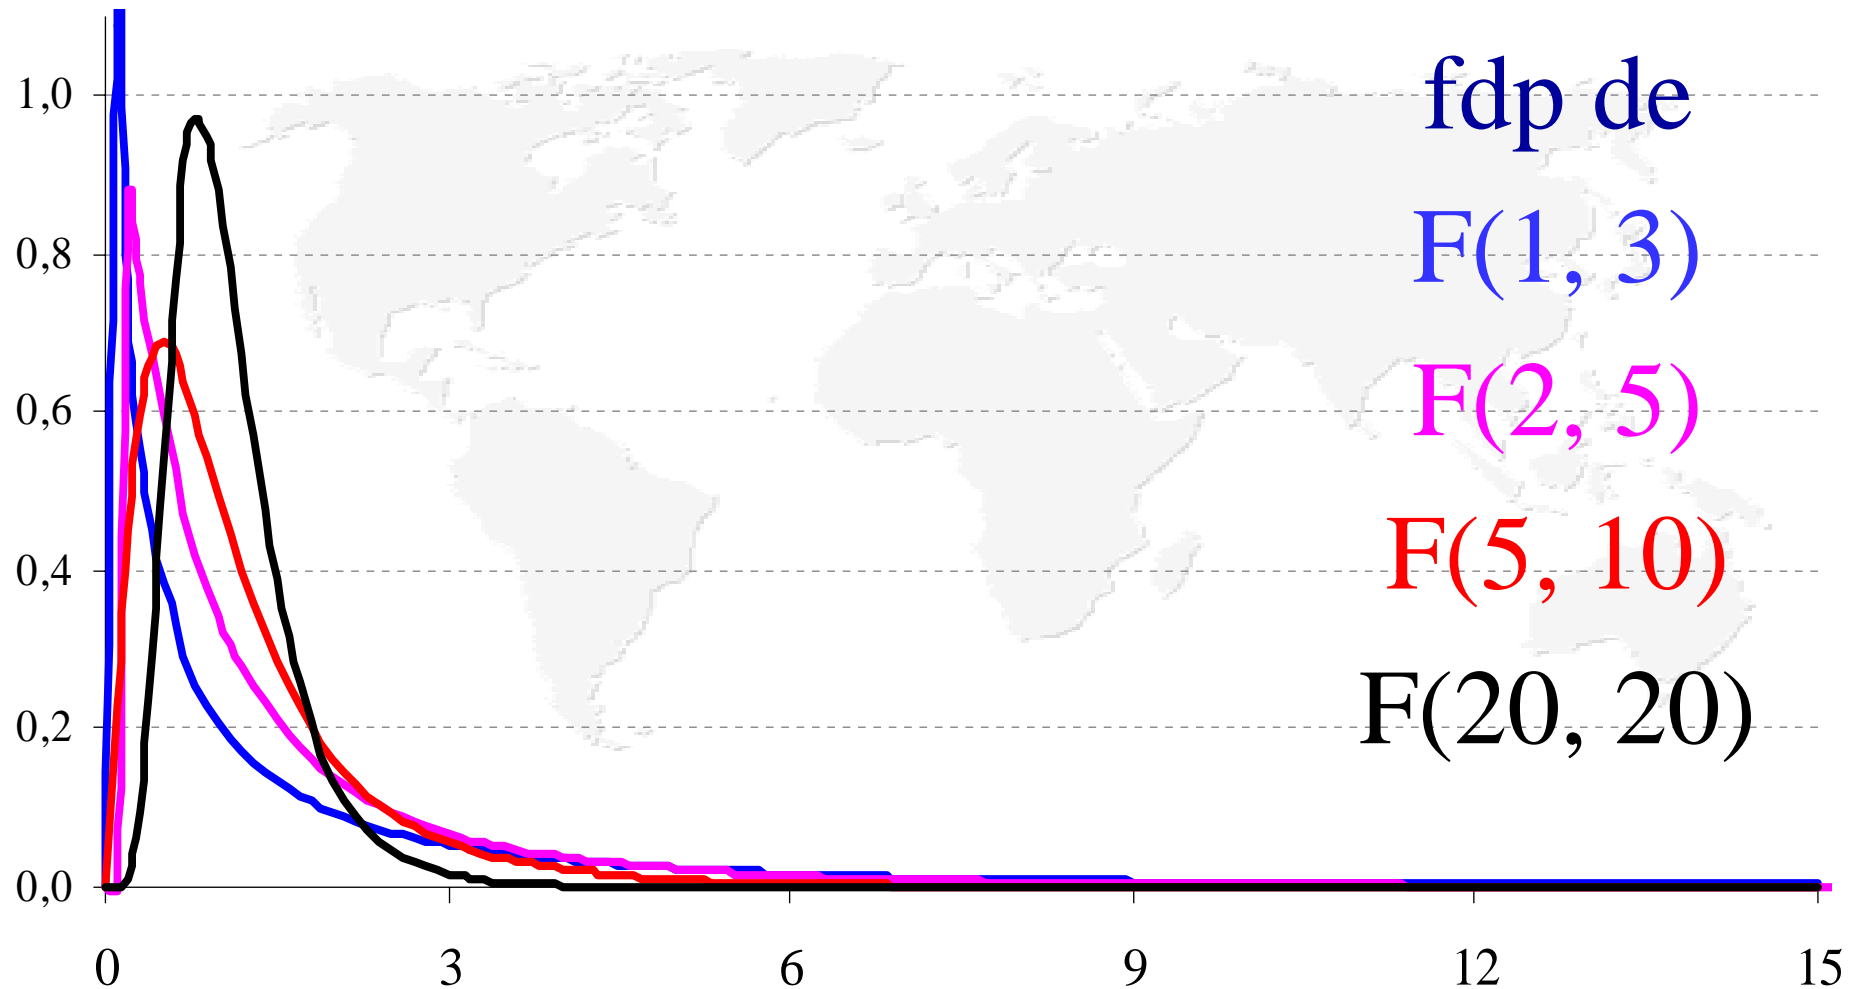 fdp de
1,0
F(1, 3)
0,8
F(2, 5)
0,6
F(5, 10)
0,4
F(20, 20)
0,2
0,0
0 3 6 9 12 15